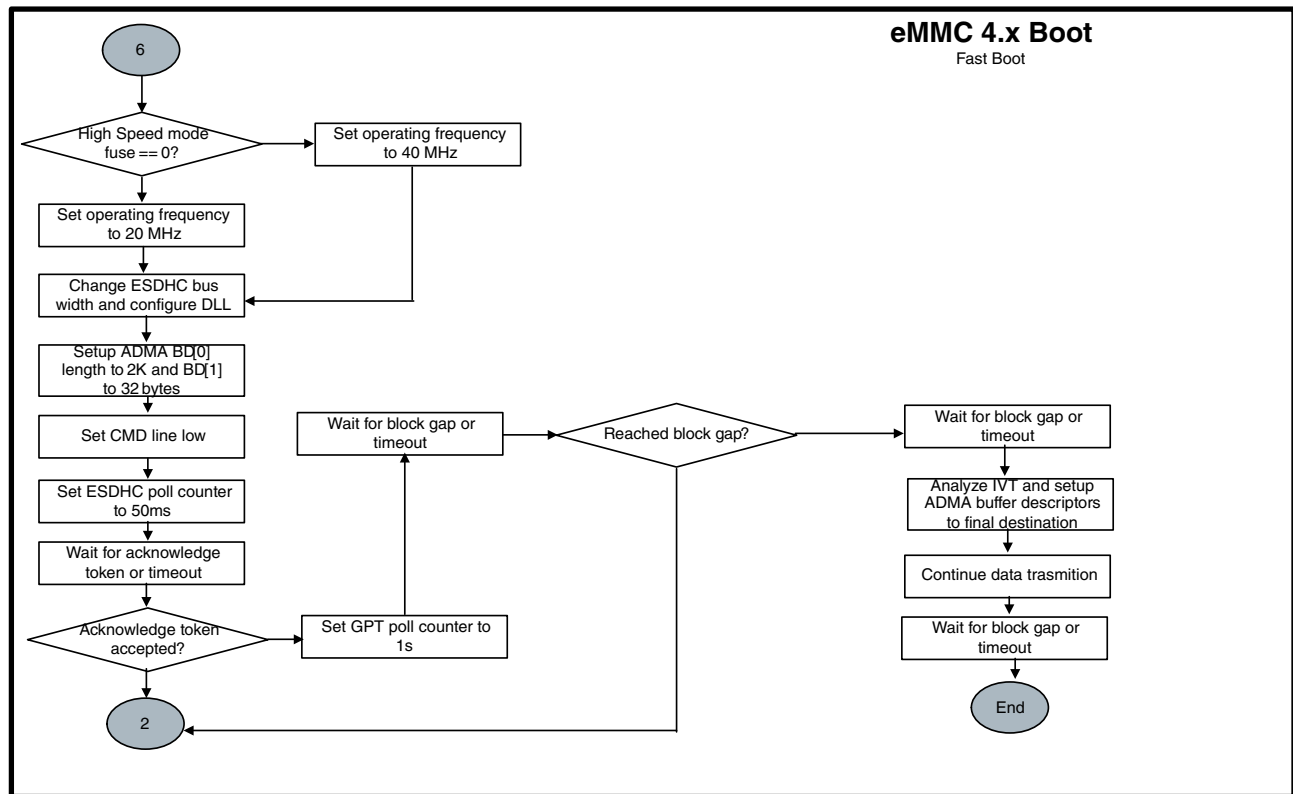 eMMC 4.x Boot
Fast Boot
6
High Speed mode
fuse == 0?
Set operating frequency
to 40 MHz
Set operating frequency
to 20 MHz
Change ESDHC bus
width and configure DLL
Setup ADMA BD[0]
length to 2K and BD[1]
to 32 bytes
Set CMD line low
Set ESDHC poll counter
to 50ms
Wait for acknowledge
token or timeout
Acknowledge token
accepted?
Set GPT poll counter to
1s
2
Wait for block gap or
timeout
Reached block gap?
Wait for block gap or
timeout
Analyze IVT and setup
ADMA buffer descriptors
to final destination
Continue data trasmition
Wait for block gap or
timeout
End